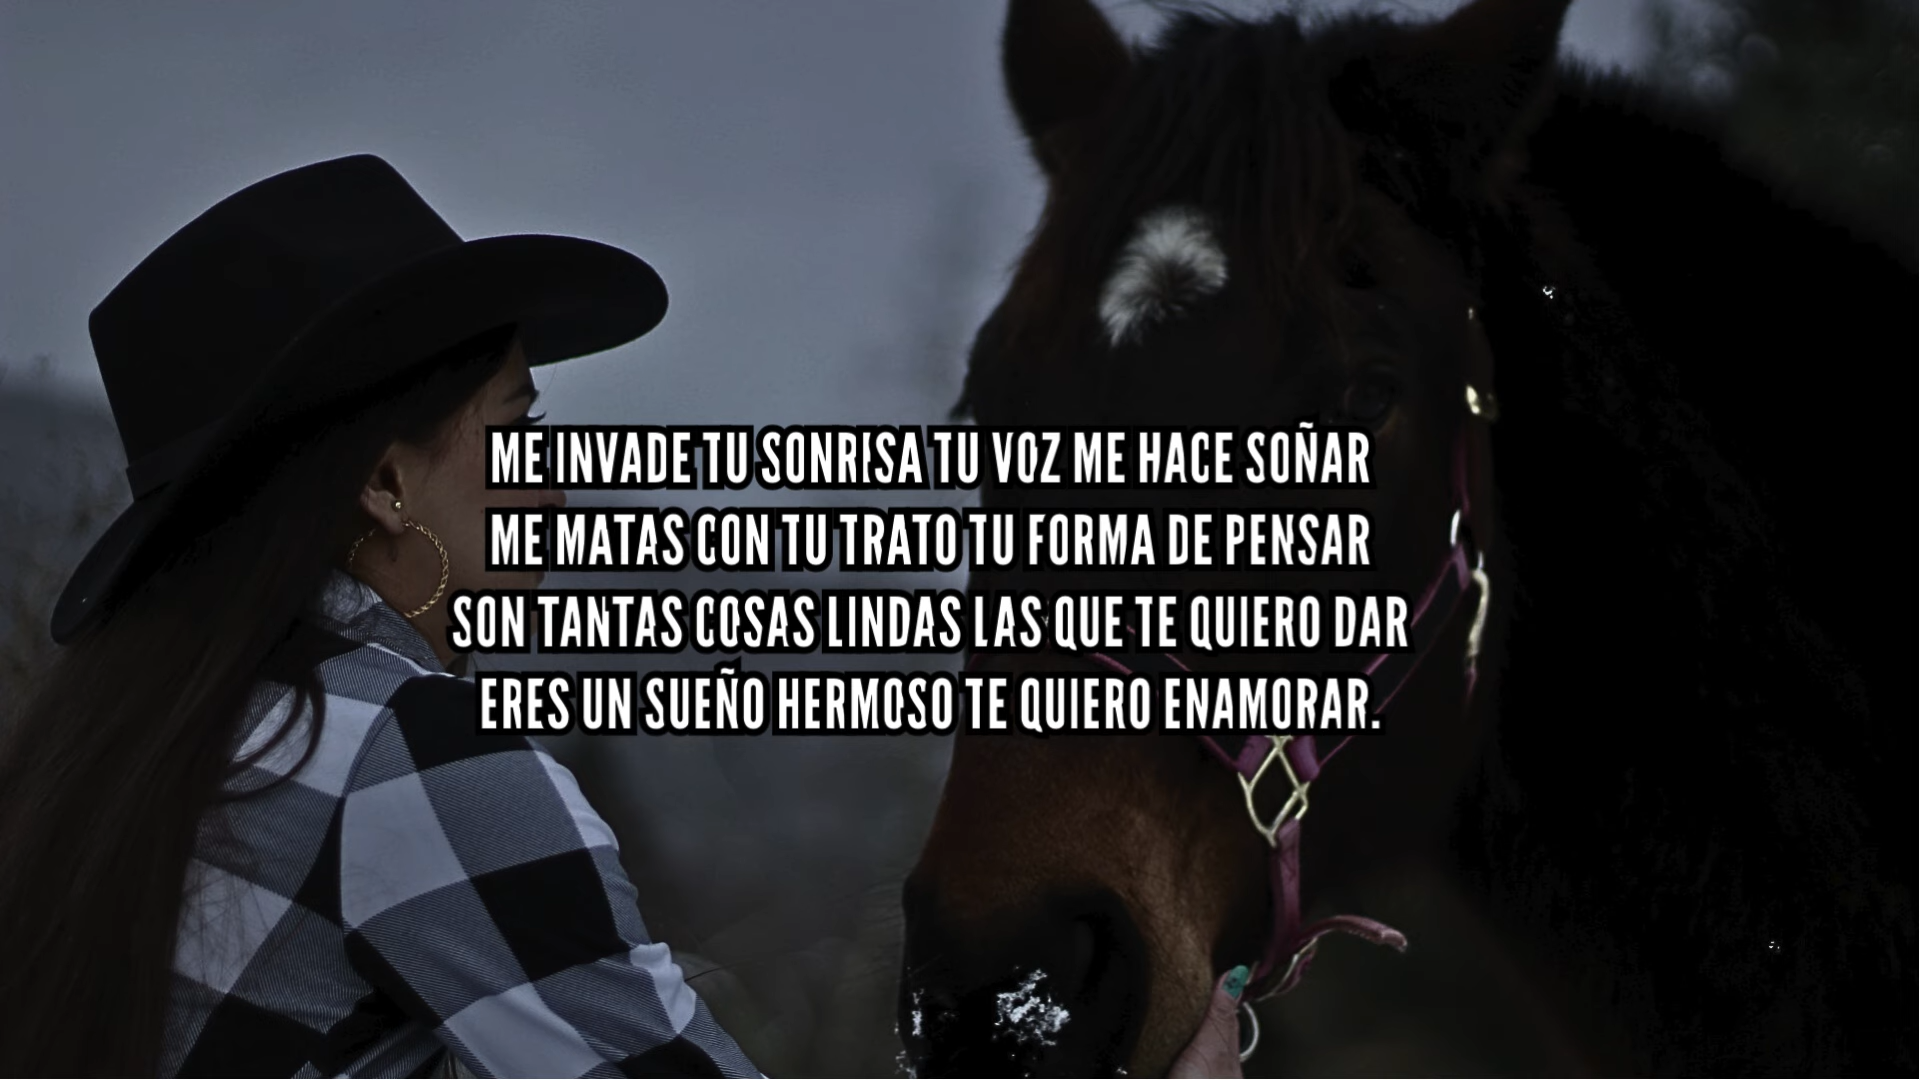 ME INVADE TU SONRISA TU VOZ ME HACE SOÑAR
ME MATAS CON TU TRATO TU FORMA DE PENSAR
SON TANTAS COSAS LINDAS LAS QUE TE QUIERO DAR
ERES UN SUEÑO HERMOSO TE QUIERO ENAMORAR.